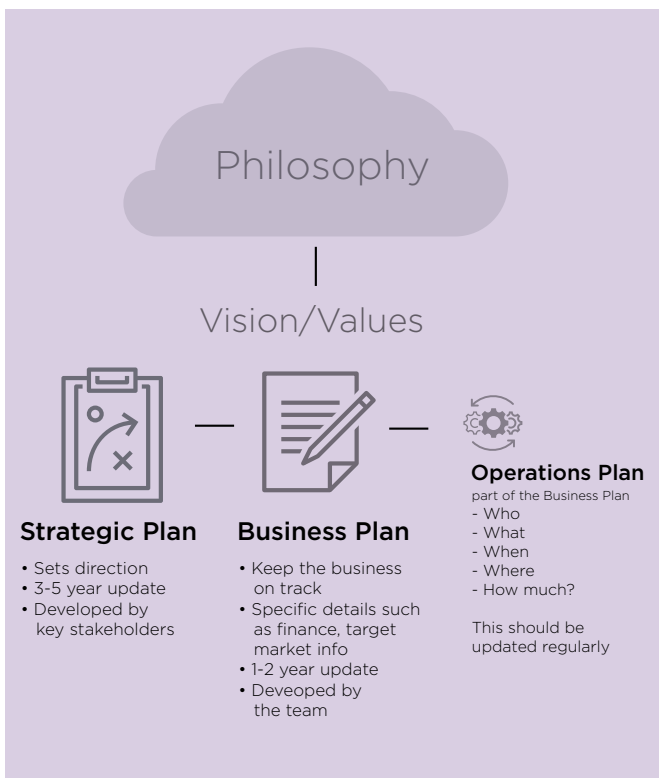 Philosophy
Vision/Values
Strategic Plan
• Sets direction
• 3-5 year update
• Developed by
key stakeholders
Business Plan
• Keep the business
on track
• Specific details such
as finance, target
market info
• 1-2 year update
• Deveoped by
the team
Operations Plan
part of the Business Plan
- Who
- What
- When
- Where
- How much?
This should be
updated regularly